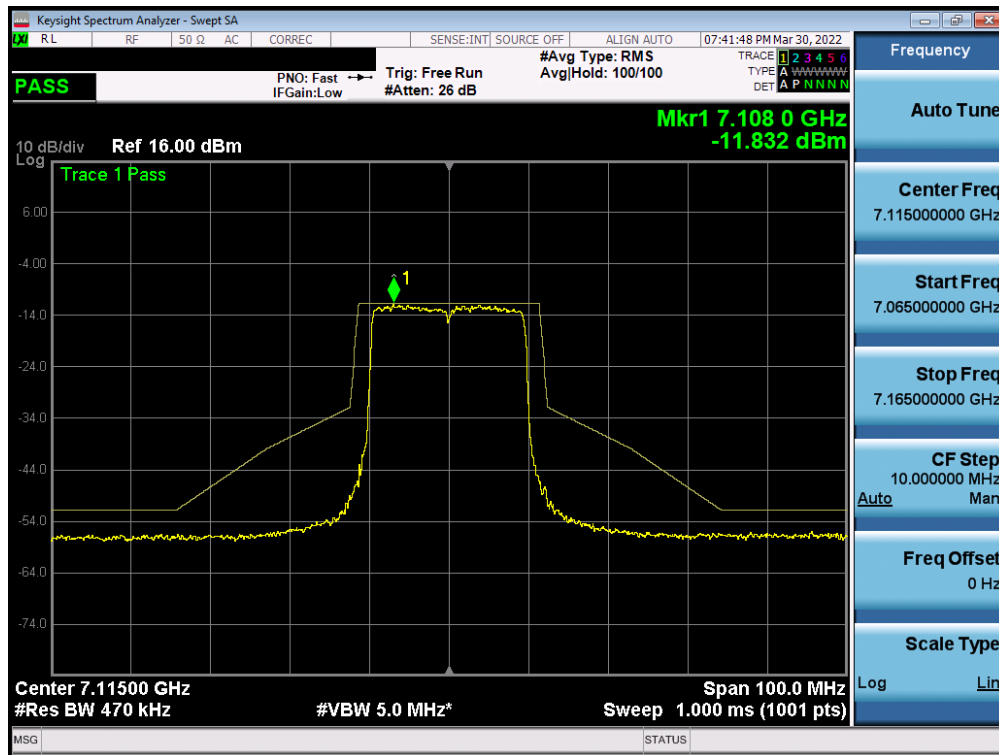 Keysight Spectrum Analyzer - Swept SA
LXI RL RF 50 Ω AC CORREC SENSE:INT SOURCE OFF ALIGN AUTO 07:41:48 PM Mar 30, 2022
PASS
PNO: Fast
IFGain:Low
Trig: Free Run
#Atten: 26 dB
#Avg Type: RMS
Avg|Hold: 100/100
TRACE 1 2 3 4 5 6
TYPE A WWWWW
DET A P N N N N
Mkr1 7.108 0 GHz
-11.832 dBm
10 dB/div Ref 16.00 dBm
Log
Trace 1 Pass
1
6.00
-4.00
-14.0
-24.0
-34.0
-44.0
-54.0
-64.0
-74.0
Center 7.11500 GHz Span 100.0 MHz
#Res BW 470 kHz #VBW 5.0 MHz* Sweep 1.000 ms (1001 pts)
MSG STATUS
Frequency
Auto Tune
Center Freq
7.115000000 GHz
Start Freq
7.065000000 GHz
Stop Freq
7.165000000 GHz
CF Step
10.000000 MHz
Auto Man
Freq Offset
0 Hz
Scale Type
Log Lin